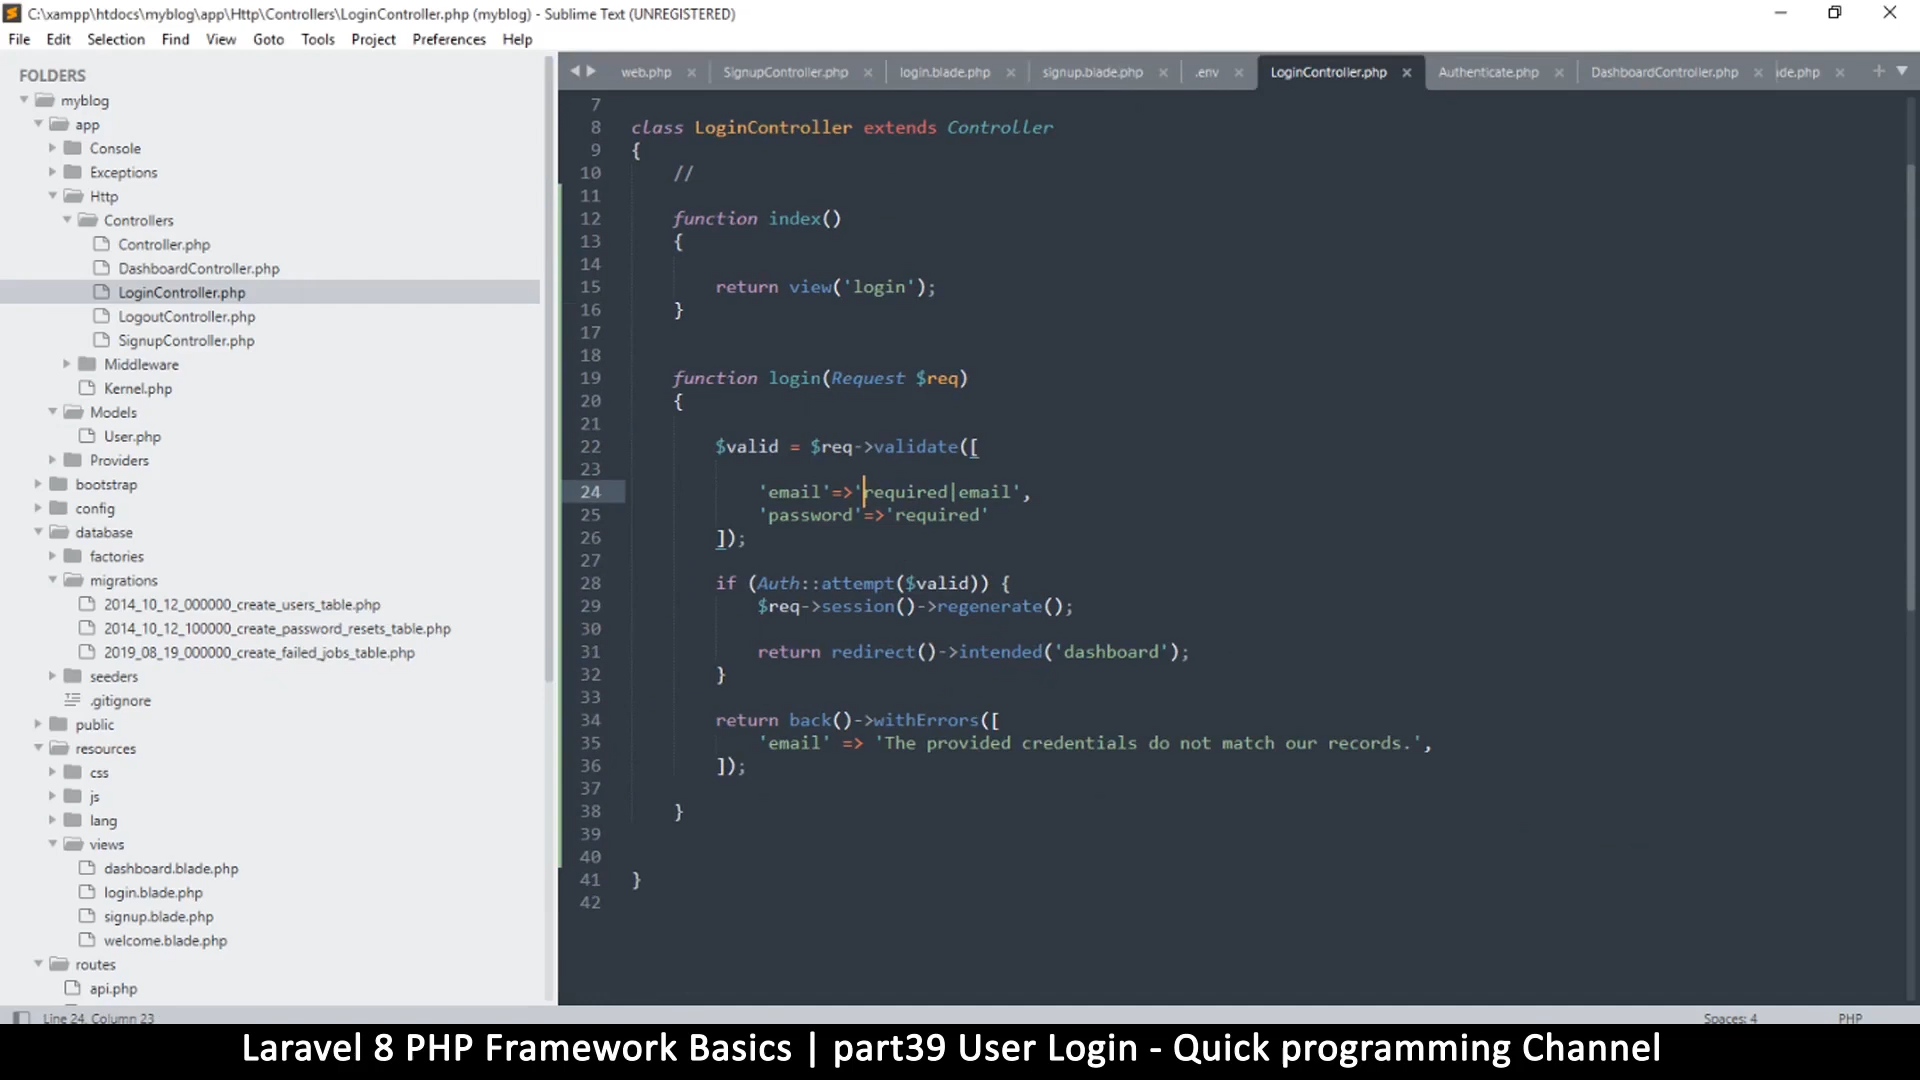 C:\xampp\htdocs\myblog\app\Http\Controllers\LoginController.php (myblog) - Sublime Text (UNREGISTERED)
File Edit Selection Find View Goto Tools Project Preferences Help
FOLDERS
myblog
app
Console
Exceptions
Http
Controllers
Controller.php
DashboardController.php
LoginController.php
LogoutController.php
SignupController.php
Middleware
Kernel.php
Models
User.php
Providers
bootstrap
config
database
factories
migrations
2014_10_12_000000_create_users_table.php
2014_10_12_100000_create_password_resets_table.php
2019_08_19_000000_create_failed_jobs_table.php
seeders
.gitignore
public
resources
css
js
lang
views
dashboard.blade.php
login.blade.php
signup.blade.php
welcome.blade.php
routes
api.php
web.php SignupController.php login.blade.php signup.blade.php .env LoginController.php Authenticate.php DashboardController.php ide.php
7
8 class LoginController extends Controller
9 {
10 //
11
12 function index()
13 {
14
15 return view('login');
16 }
17
18
19 function login(Request $req)
20 {
21
22 $valid = $req->validate([
23
24 'email'=>'required|email',
25 'password'=>'required'
26 ]);
27
28 if (Auth::attempt($valid)) {
29 $req->session()->regenerate();
30
31 return redirect()->intended('dashboard');
32 }
33
34 return back()->withErrors([
35 'email' => 'The provided credentials do not match our records.',
36 ]);
37
38 }
39
40
41 }
42
Line 24, Column 23 Spaces: 4 PHP
Laravel 8 PHP Framework Basics | part39 User Login - Quick programming Channel